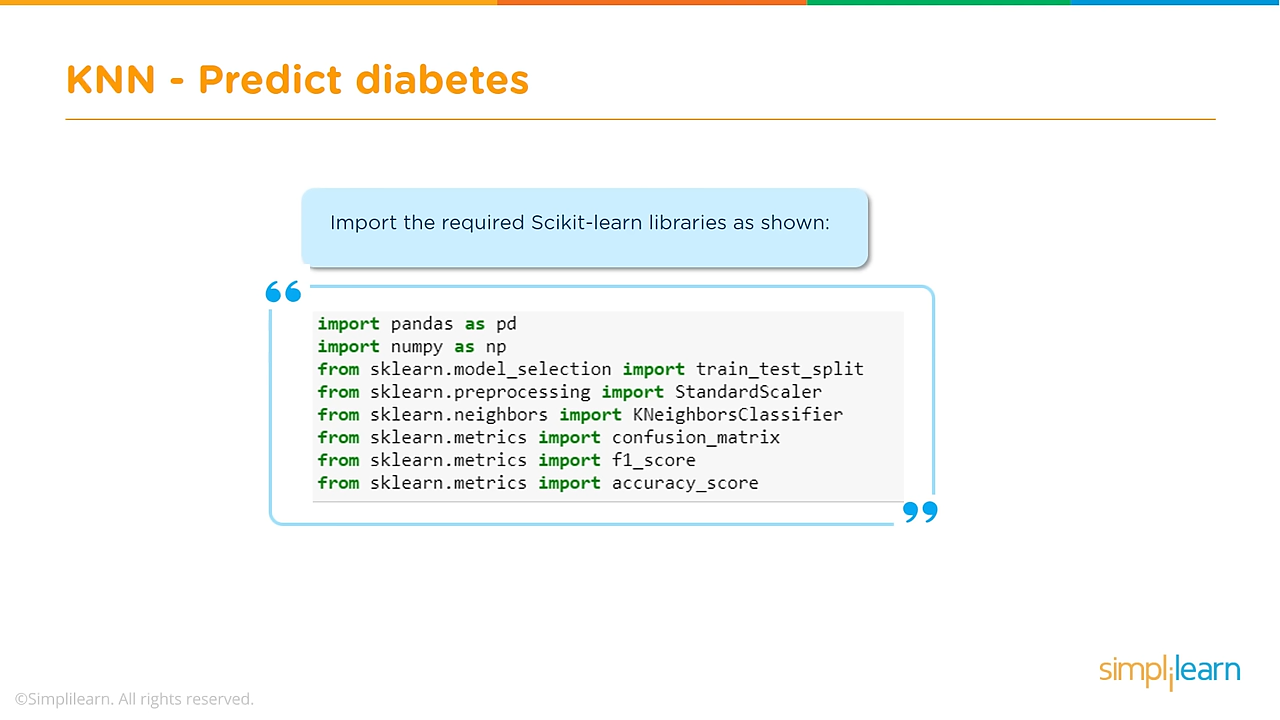 KNN - Predict diabetes
Import the required Scikit-learn libraries as shown:
“
import pandas as pd
import numpy as np
from sklearn.model_selection import train_test_split
from sklearn.preprocessing import StandardScaler
from sklearn.neighbors import KNeighborsClassifier
from sklearn.metrics import confusion_matrix
from sklearn.metrics import f1_score
from sklearn.metrics import accuracy_score
”
simplilearn
©Simplilearn. All rights reserved.